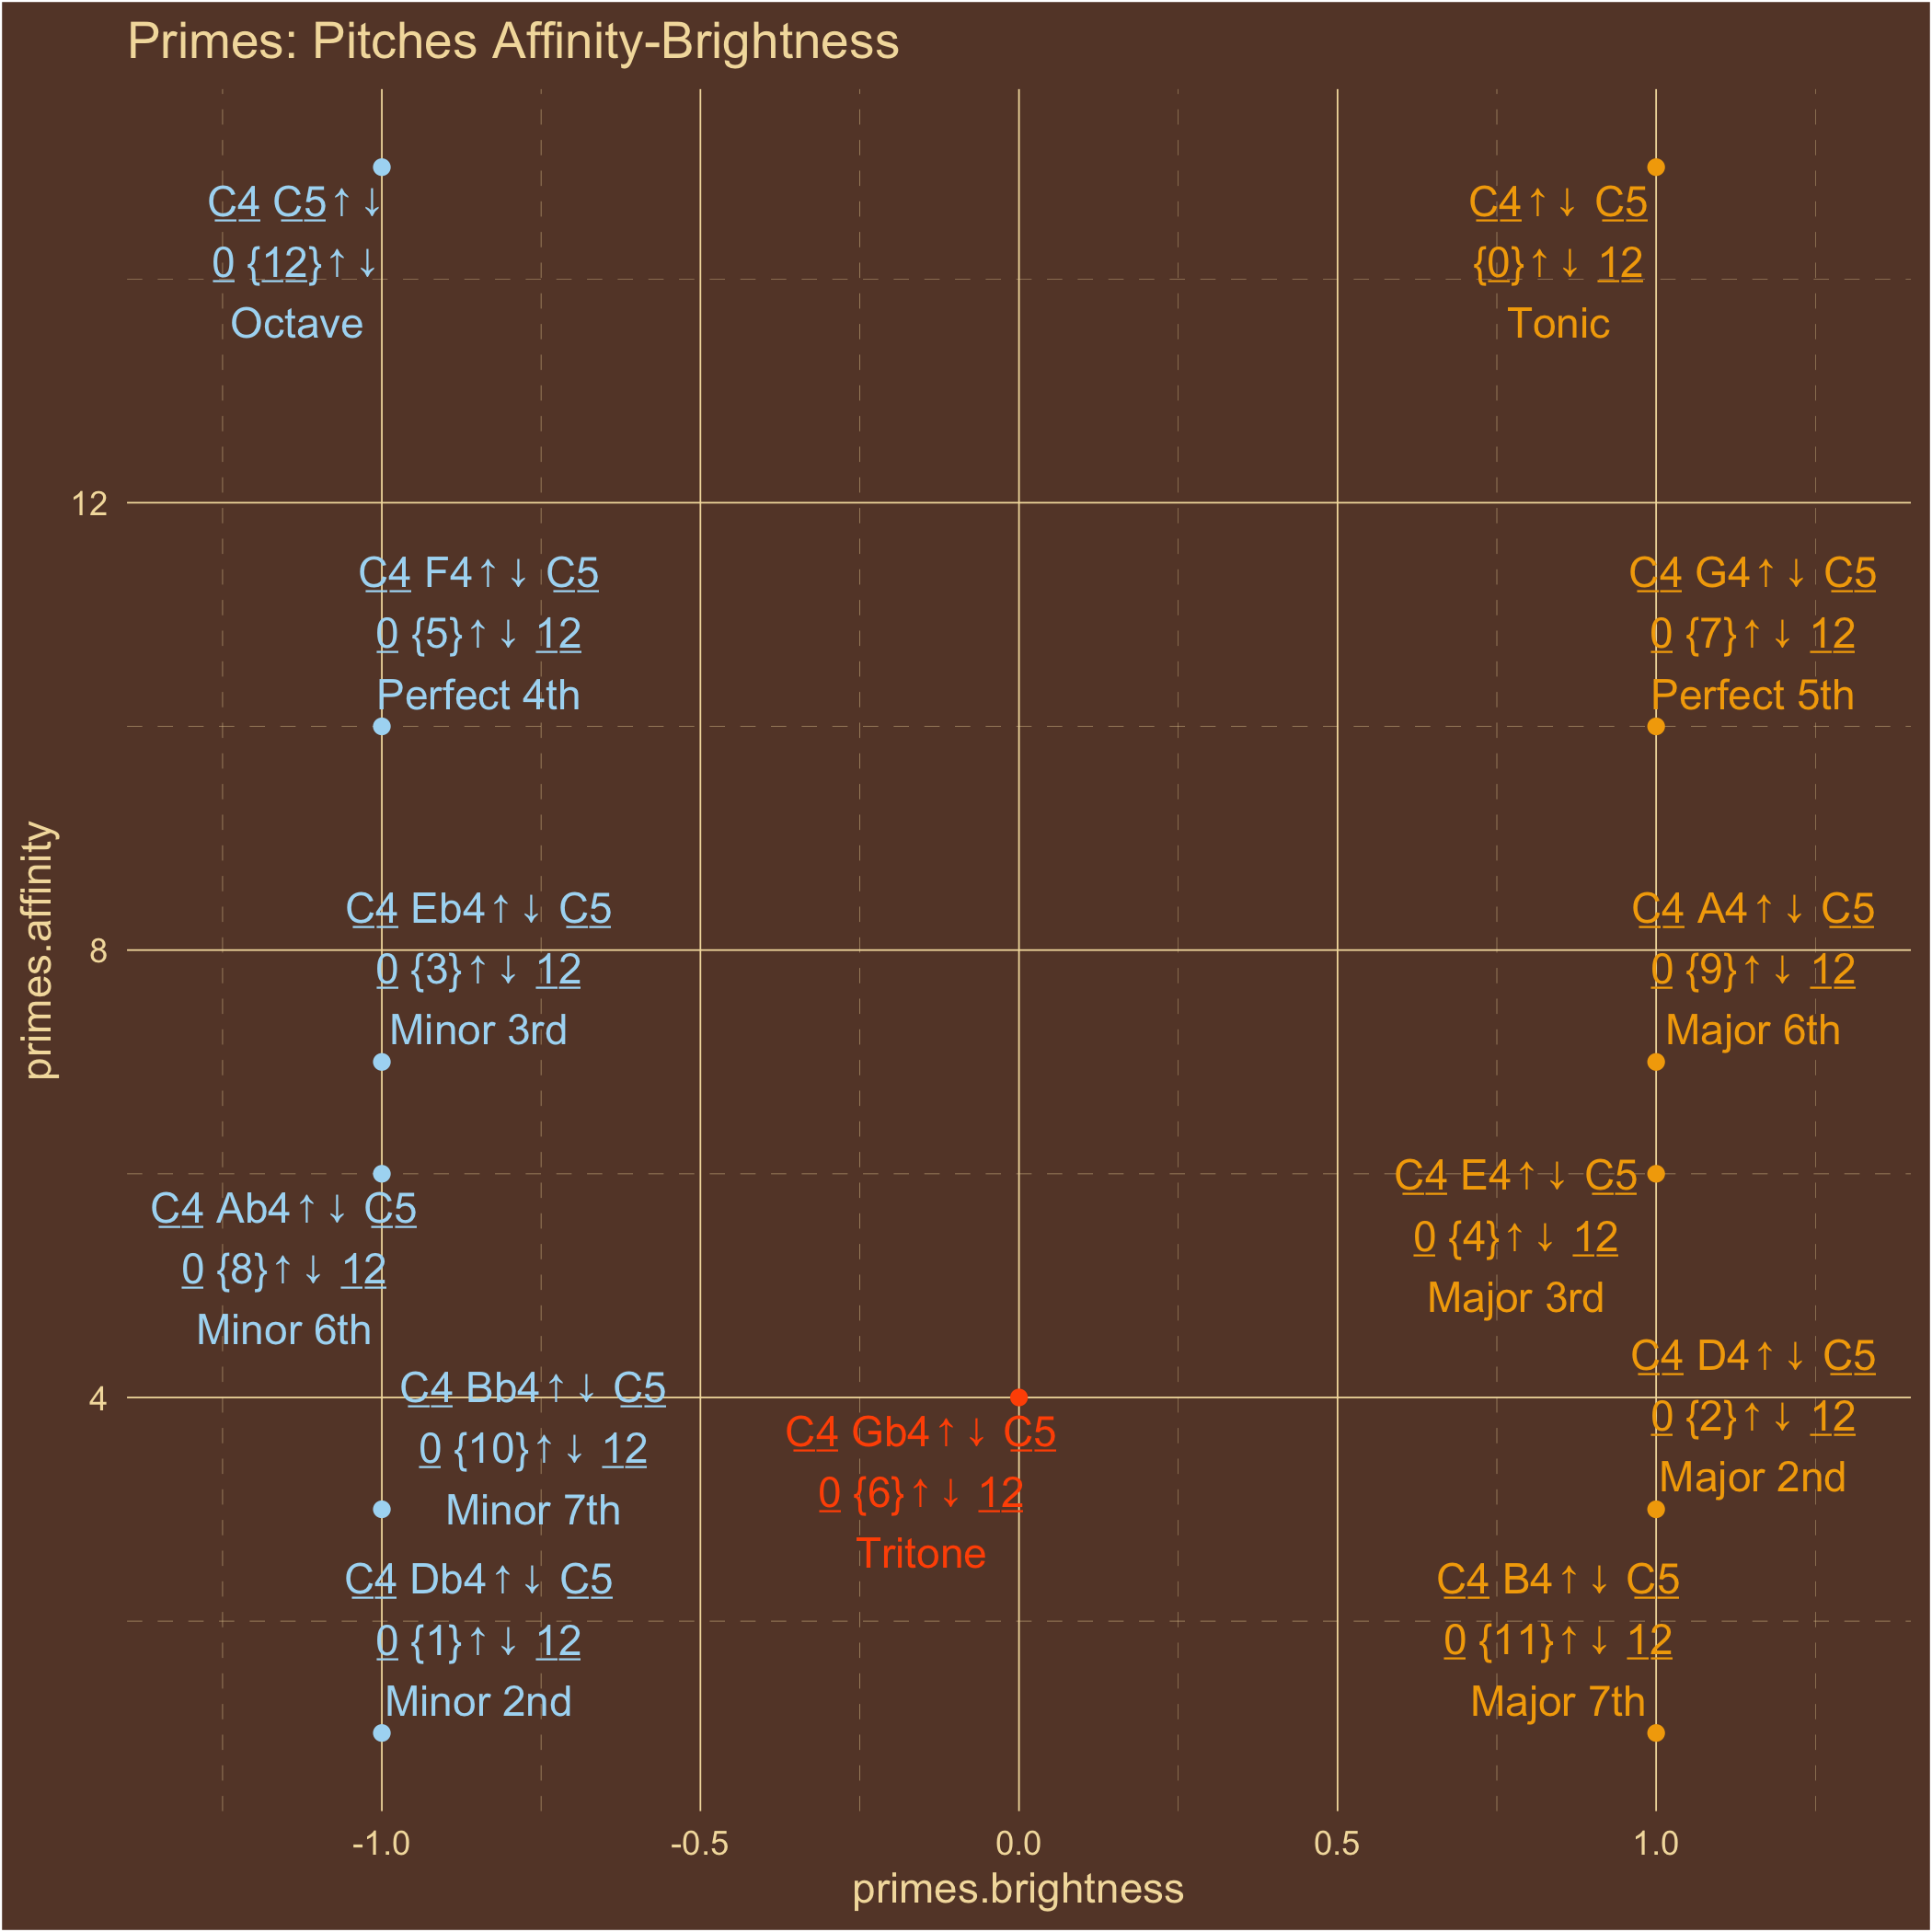 Primes: Pitches Affinity-Brightness
C4 C5↑↓
0 {12}↑↓
Octave
C4↑↓ C5
{0}↑↓ 12
Tonic
12
C4 F4↑↓ C5
0 {5}↑↓ 12
Perfect 4th
C4 G4↑↓ C5
0 {7}↑↓ 12
Perfect 5th
primes.affinity
8
C4 Eb4↑↓ C5
0 {3}↑↓ 12
Minor 3rd
C4 A4↑↓ C5
0 {9}↑↓ 12
Major 6th
C4 Ab4↑↓ C5
0 {8}↑↓ 12
Minor 6th
C4 E4↑↓ C5
0 {4}↑↓ 12
Major 3rd
4
C4 Bb4↑↓ C5
0 {10}↑↓ 12
Minor 7th
C4 Gb4↑↓ C5
0 {6}↑↓ 12
Tritone
C4 D4↑↓ C5
0 {2}↑↓ 12
Major 2nd
C4 Db4↑↓ C5
0 {1}↑↓ 12
Minor 2nd
C4 B4↑↓ C5
0 {11}↑↓ 12
Major 7th
-1.0
-0.5
0.0
0.5
1.0
primes.brightness